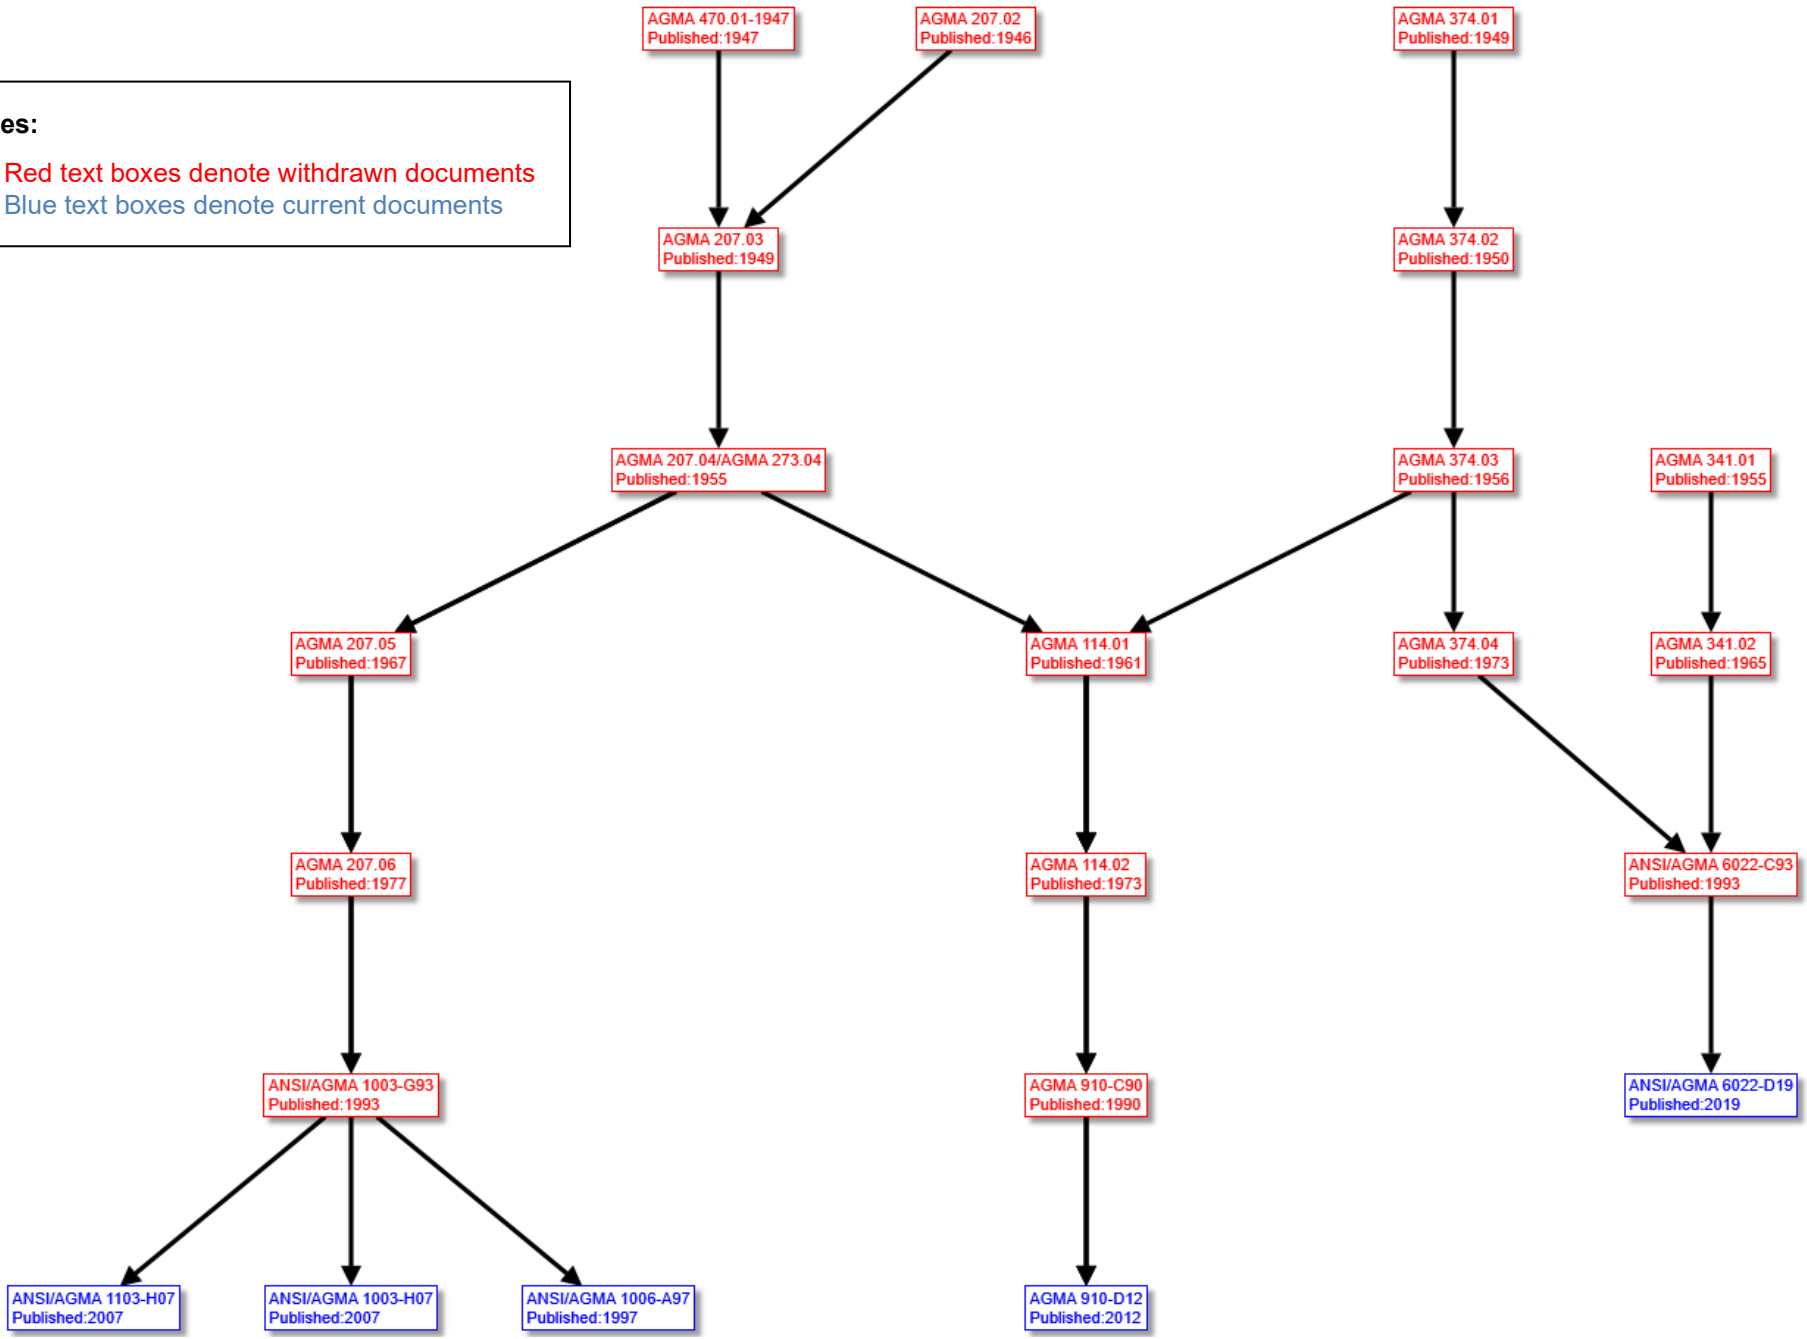 AGMA 470.01-1947
Published:1947
AGMA 207.02
Published:1946
AGMA 374.01
Published:1949
es:
Red text boxes denote withdrawn documents
Blue text boxes denote current documents
AGMA 207.03
Published:1949
AGMA 374.02
Published:1950
AGMA 207.04/AGMA 273.04
Published:1955
AGMA 374.03
Published:1956
AGMA 341.01
Published:1955
AGMA 207.05
Published:1967
AGMA 114.01
Published:1961
AGMA 374.04
Published:1973
AGMA 341.02
Published:1965
AGMA 207.06
Published:1977
AGMA 114.02
Published:1973
ANSI/AGMA 6022-C93
Published:1993
ANSI/AGMA 1003-G93
Published:1993
AGMA 910-C90
Published:1990
ANSI/AGMA 6022-D19
Published:2019
ANSI/AGMA 1103-H07
Published:2007
ANSI/AGMA 1003-H07
Published:2007
ANSI/AGMA 1006-A97
Published:1997
AGMA 910-D12
Published:2012